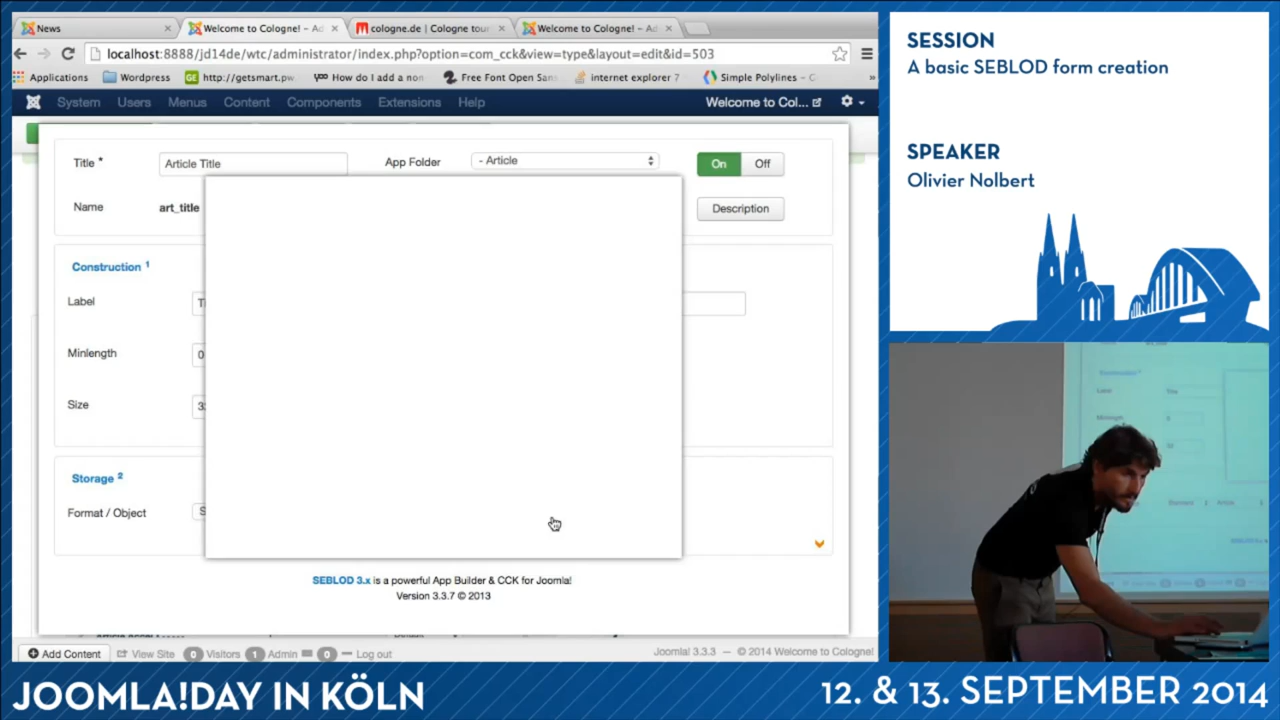 News
Welcome to Cologne! - Ad
cologne.de | Cologne tour
Welcome to Cologne! - Ad
localhost:8888/jd14de/wtc/administrator/index.php?option=com_cck&view=type&layout=edit&id=503
Applications
Wordpress
GE http://getsmart.pw
How do I add a non
Free Font Open Sans
internet explorer 7
Simple Polylines - G
System Users Menus Content Components Extensions Help
Welcome to Col...
Title *
Article Title
App Folder
- Article
On Off
Name
art_title
Description
Construction 1
Label
Minlength
0
Size
Storage 2
Format / Object
S
SEBLOD 3.x is a powerful App Builder & CCK for Joomla!
Version 3.3.7 © 2013
Add Content
View Site
0 Visitors
1 Admin
0
Log out
Joomla! 3.3.3 — © 2014 Welcome to Cologne!
SESSION
A basic SEBLOD form creation
SPEAKER
Olivier Nolbert
JOOMLA!DAY IN KÖLN
12. & 13. SEPTEMBER 2014